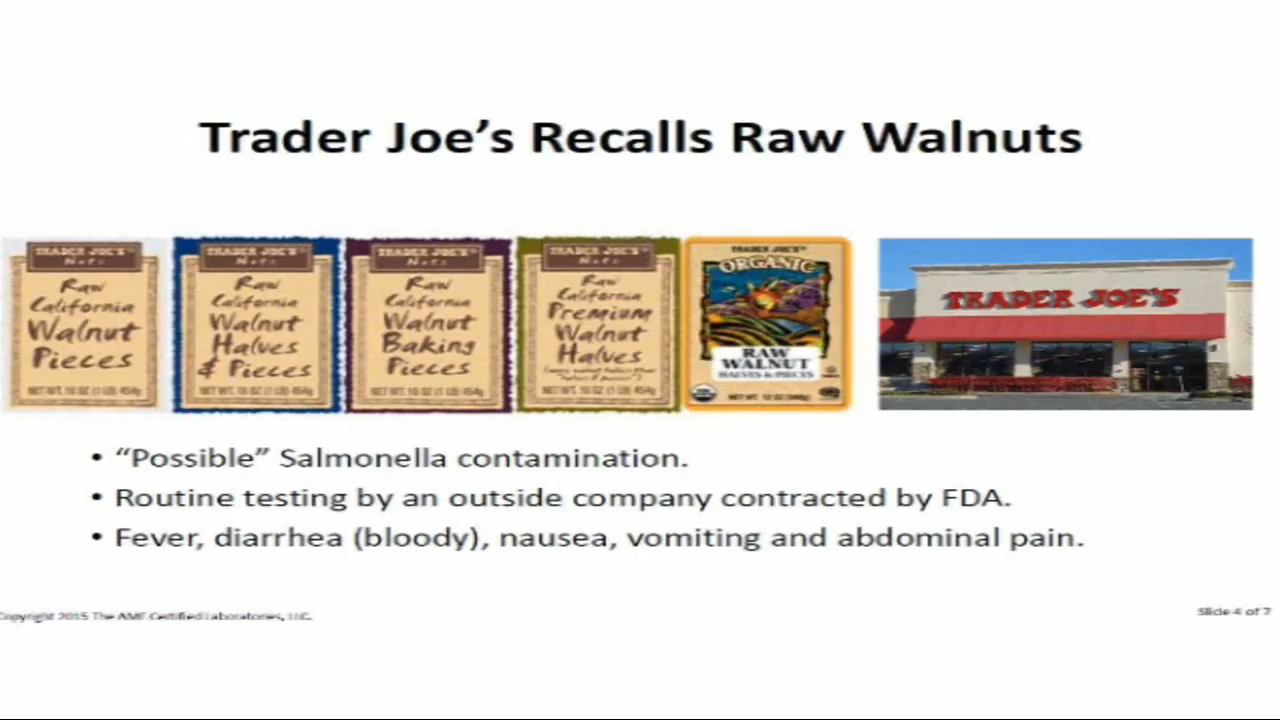 Trader Joe's Recalls Raw Walnuts
TRADER JOE'S
Nuts
Raw
California
Walnut
Pieces
NET WT. 16 OZ (1 LB) 454g
TRADER JOE'S
Nuts
Raw
California
Walnut
Halves
& Pieces
NET WT. 16 OZ (1 LB) 454g
TRADER JOE'S
Nuts
Raw
California
Walnut
Baking
Pieces
NET WT. 16 OZ (1 LB) 454g
TRADER JOE'S
Nuts
Raw
California
Premium
Walnut
Halves
NET WT. 16 OZ (1 LB) 454g
TRADER JOE'S
ORGANIC
RAW
WALNUT
HALVES & PIECES
NET WT. 12 OZ (340g)
TRADER JOE'S
• “Possible” Salmonella contamination.
• Routine testing by an outside company contracted by FDA.
• Fever, diarrhea (bloody), nausea, vomiting and abdominal pain.
Copyright 2015 The AMF Certified Laboratories, LLC.
Slide 4 of 7